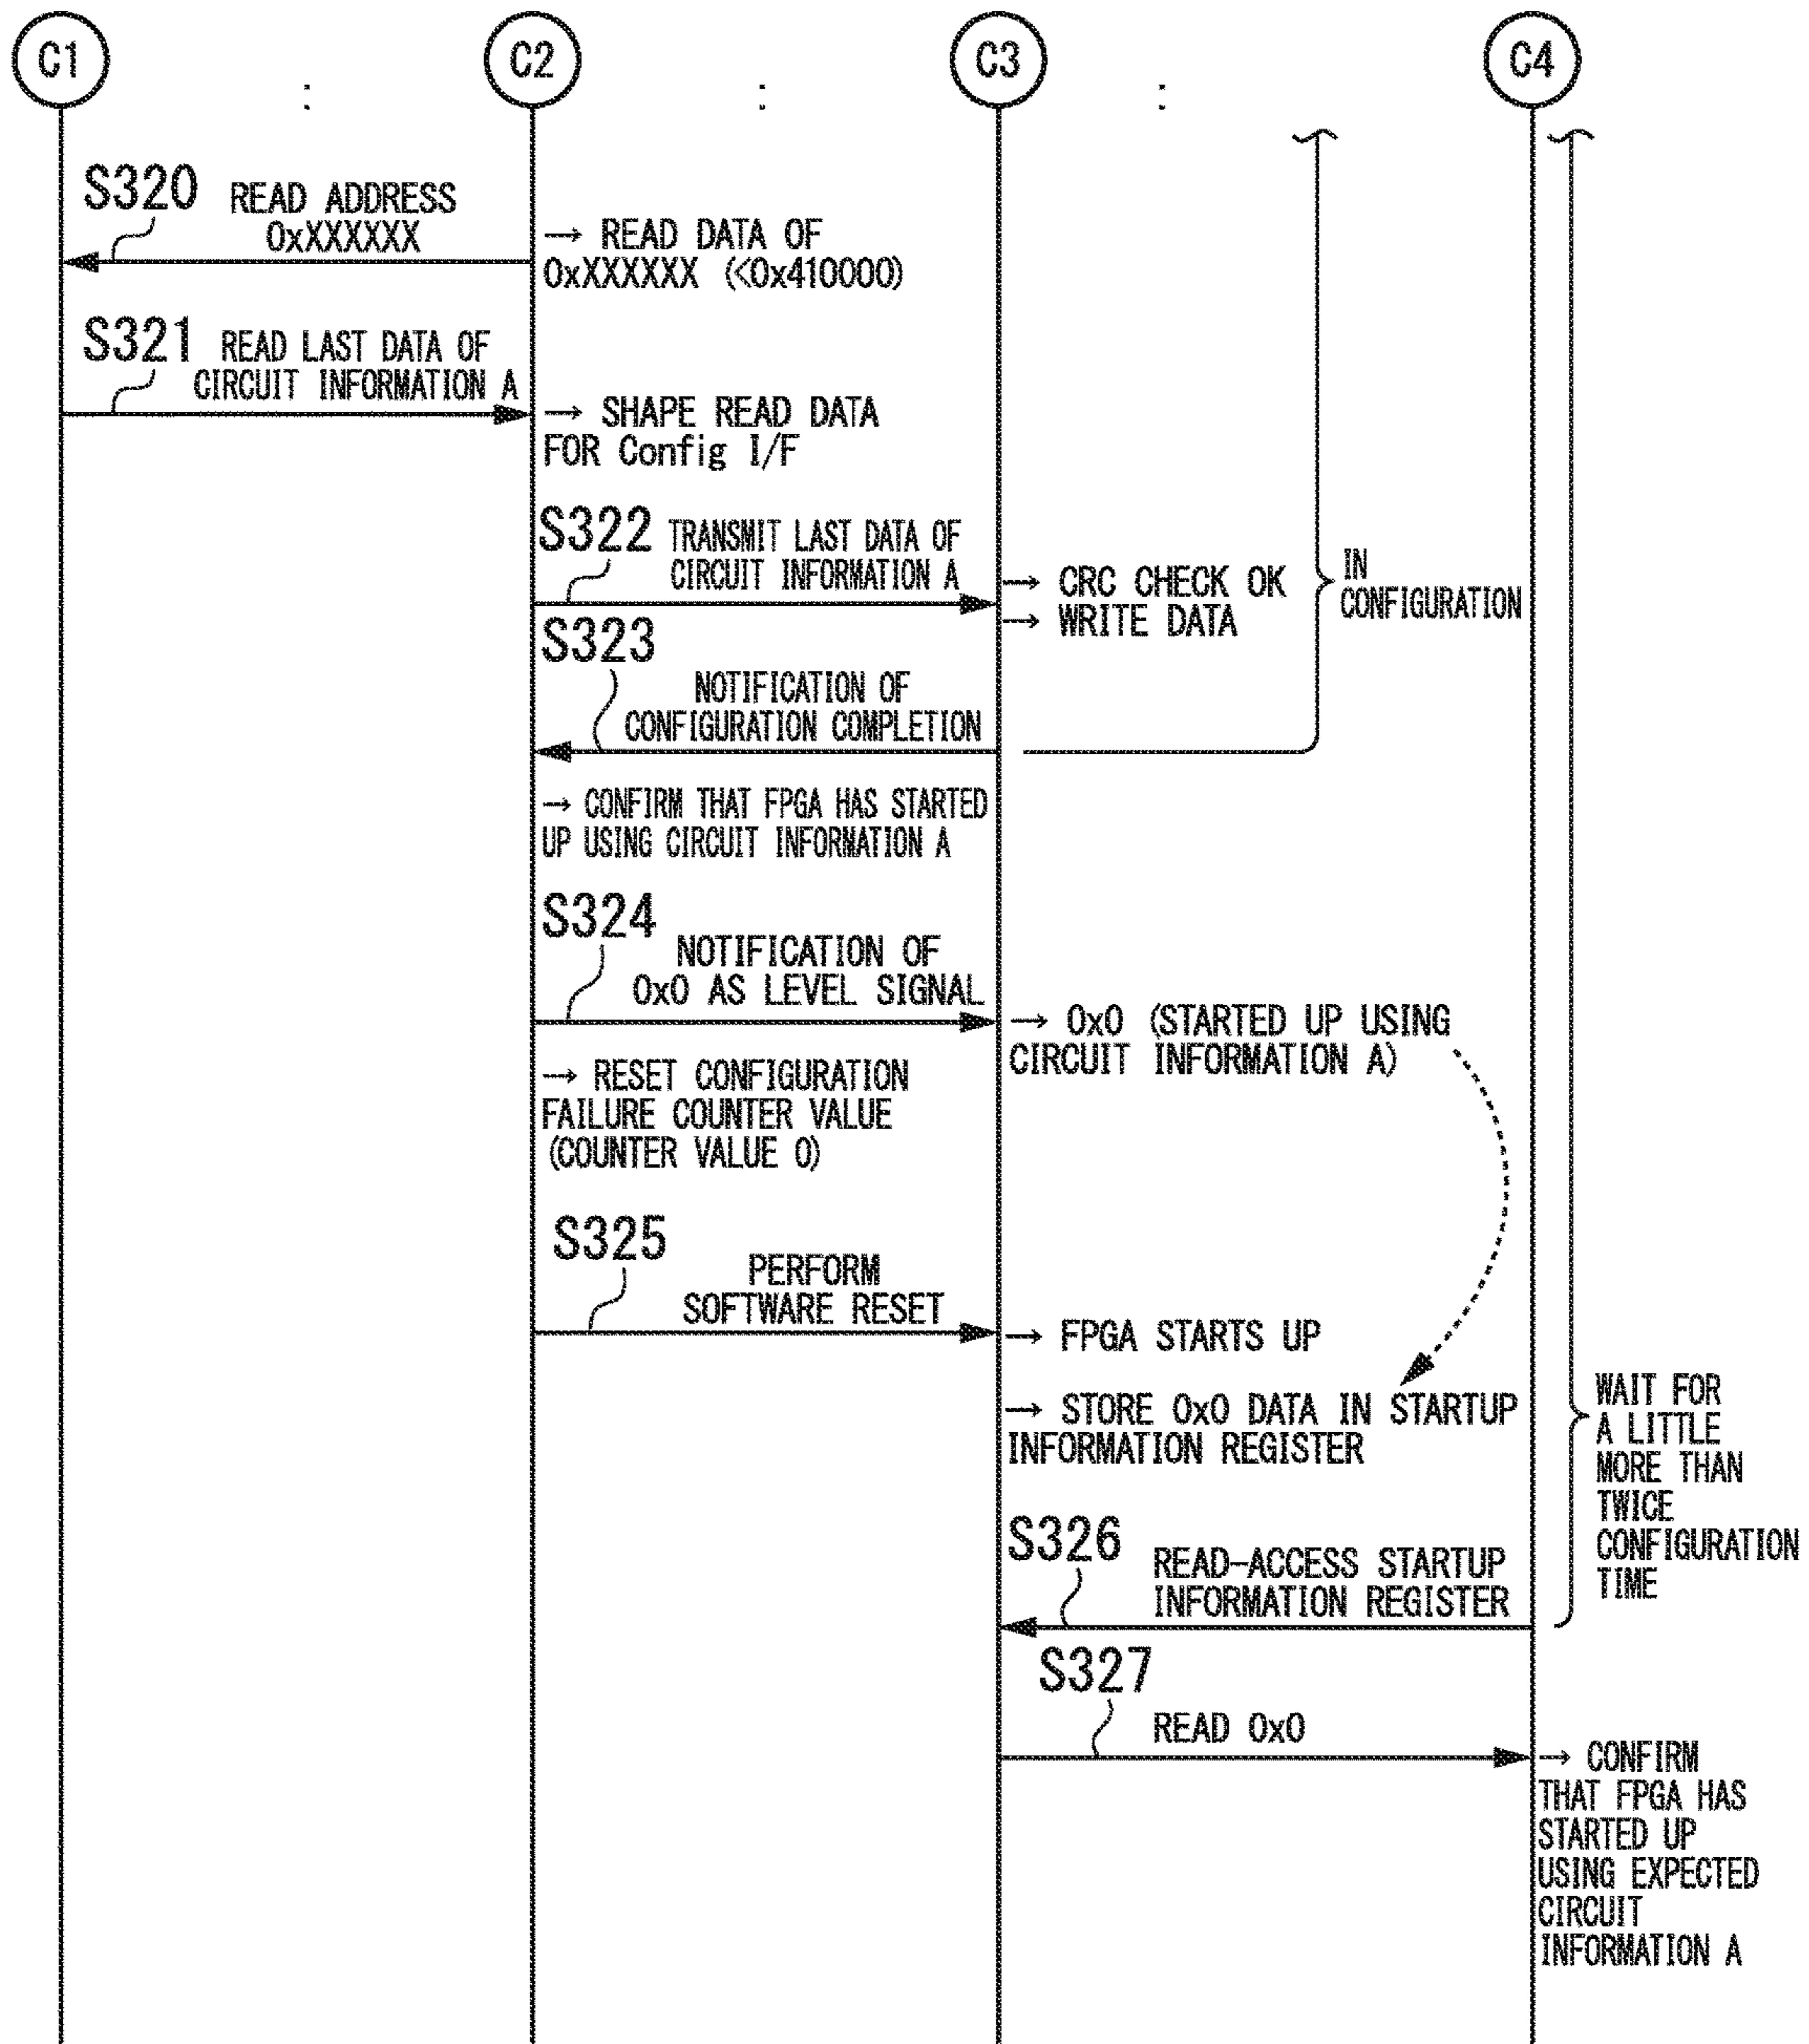 C1
C2
C3
C4
:
:
:
S320
READ ADDRESS
0xXXXXXX
→ READ DATA OF
0xXXXXXX (<0x410000)
S321
READ LAST DATA OF
CIRCUIT INFORMATION A
→ SHAPE READ DATA
FOR Config I/F
S322
TRANSMIT LAST DATA OF
CIRCUIT INFORMATION A
→ CRC CHECK OK
→ WRITE DATA
IN
CONFIGURATION
S323
NOTIFICATION OF
CONFIGURATION COMPLETION
→ CONFIRM THAT FPGA HAS STARTED
UP USING CIRCUIT INFORMATION A
S324
NOTIFICATION OF
0x0 AS LEVEL SIGNAL
→ 0x0 (STARTED UP USING
CIRCUIT INFORMATION A)
→ RESET CONFIGURATION
FAILURE COUNTER VALUE
(COUNTER VALUE 0)
S325
PERFORM
SOFTWARE RESET
→ FPGA STARTS UP
→ STORE 0x0 DATA IN STARTUP
INFORMATION REGISTER
WAIT FOR
A LITTLE
MORE THAN
TWICE
CONFIGURATION
TIME
S326
READ-ACCESS STARTUP
INFORMATION REGISTER
S327
READ 0x0
→ CONFIRM
THAT FPGA HAS
STARTED UP
USING EXPECTED
CIRCUIT
INFORMATION A